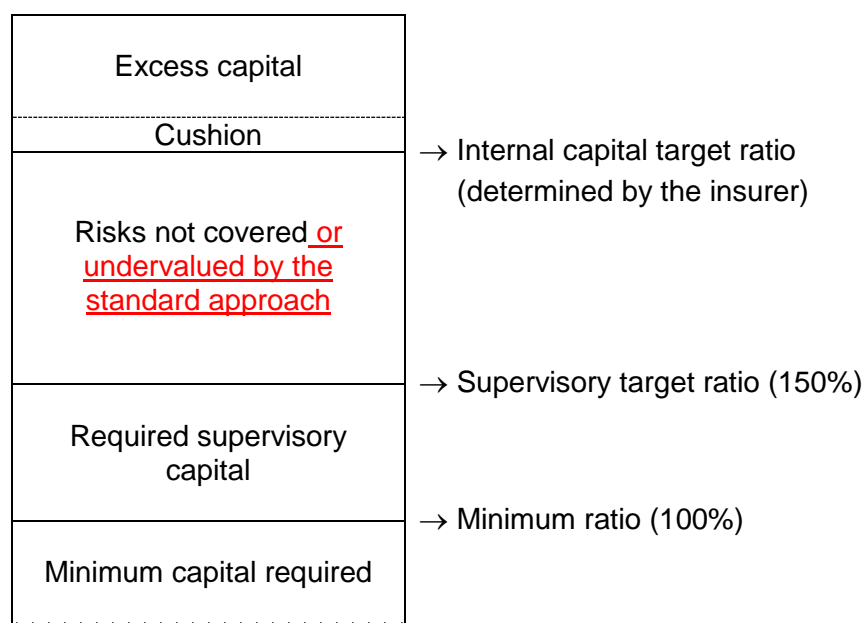 Excess capital
Cushion
→ Internal capital target ratio
(determined by the insurer)
Risks not covered or
undervalued by the
standard approach
→ Supervisory target ratio (150%)
Required supervisory
capital
→ Minimum ratio (100%)
Minimum capital required